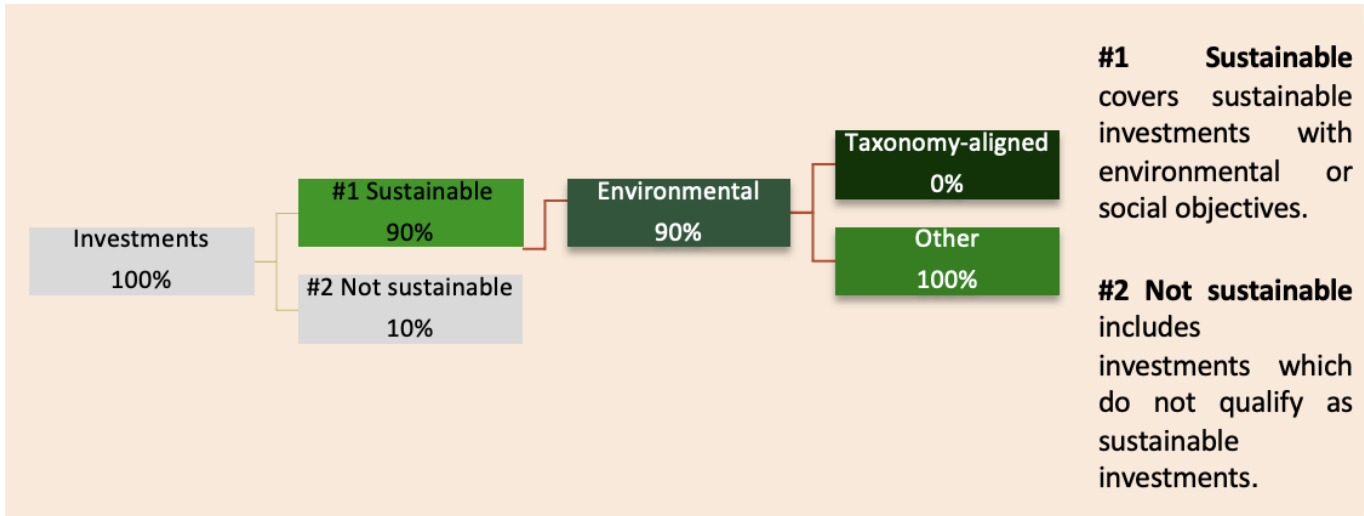 Investments
100%
#1 Sustainable
90%
#2 Not sustainable
10%
Environmental
90%
Taxonomy-aligned
0%
Other
100%
#1 Sustainable
covers sustainable
investments with
environmental or
social objectives.
#2 Not sustainable
includes
investments which
do not qualify as
sustainable
investments.